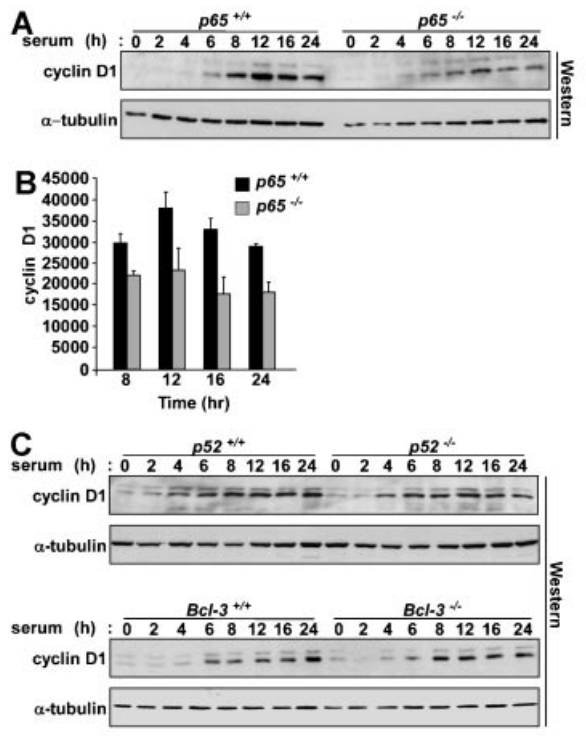 A p65 +/+ p65 -/-
serum (h) : 0 2 4 6 8 12 16 24 0 2 4 6 8 12 16 24
cyclin D1
α-tubulin
Western
B
45000
40000
35000
30000
25000
20000
15000
10000
5000
0
cyclin D1
p65 +/+
p65 -/-
8 12 16 24
Time (hr)
C p52 +/+ p52 -/-
serum (h) : 0 2 4 6 8 12 16 24 0 2 4 6 8 12 16 24
cyclin D1
α-tubulin
Bcl-3 +/+ Bcl-3 -/-
serum (h) : 0 2 4 6 8 12 16 24 0 2 4 6 8 12 16 24
cyclin D1
α-tubulin
Western